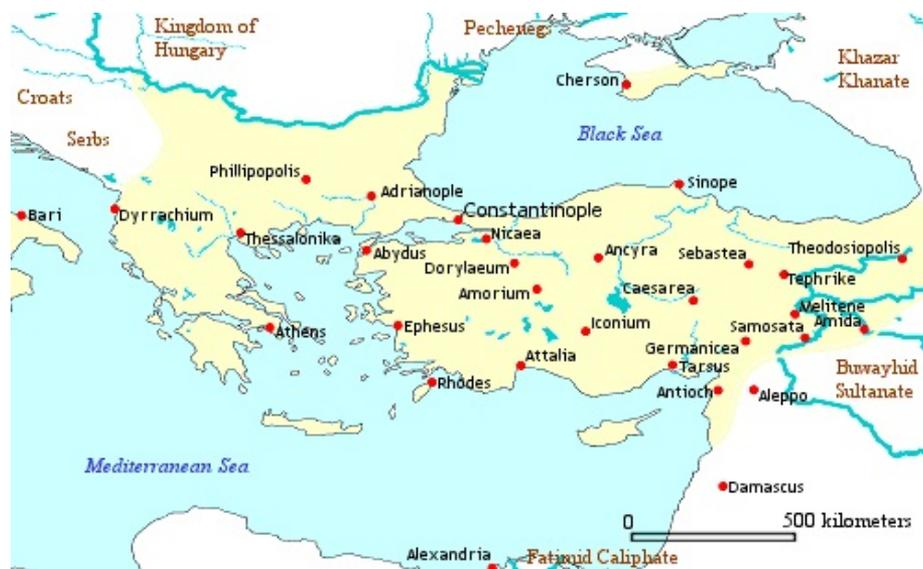 Kingdom of
Hungary
Pechenegs
Khazar
Khanate
Cherson
Croats
Serbs
Black Sea
Phillipopolis
Sinope
Adrianople
Bari
Dyrrachium
Constantinople
Thessalonika
Nicaea
Abydus
Ancyra
Sebastea
Theodosiopolis
Dorylaeum
Tephrike
Amorium
Caesarea
Melitene
Athens
Ephesus
Iconium
Samosata
Amida
Germanicea
Attalia
Tarsus
Buwayhid
Sultanate
Rhodes
Antioch
Aleppo
Mediterranean Sea
Damascus
0
500 kilometers
Alexandria
Fatimid Caliphate